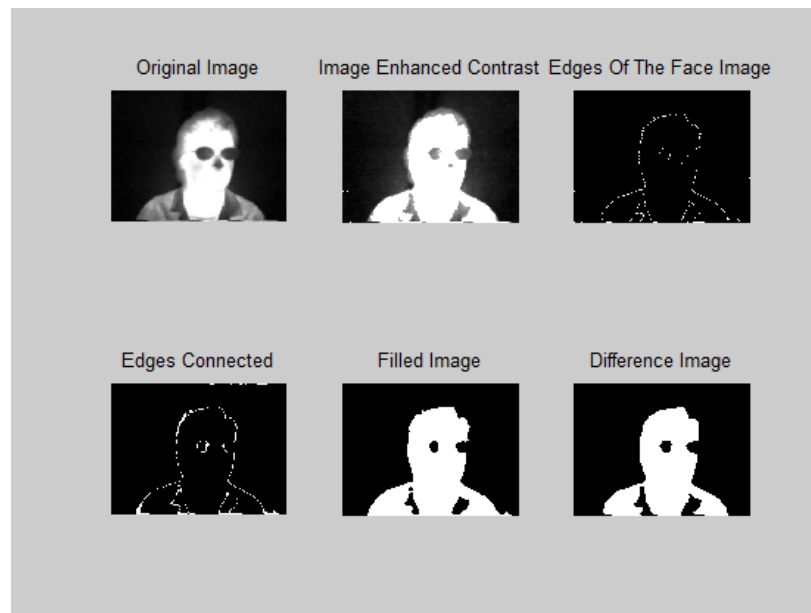 Original Image
Image Enhanced Contrast
Edges Of The Face Image
Edges Connected
Filled Image
Difference Image